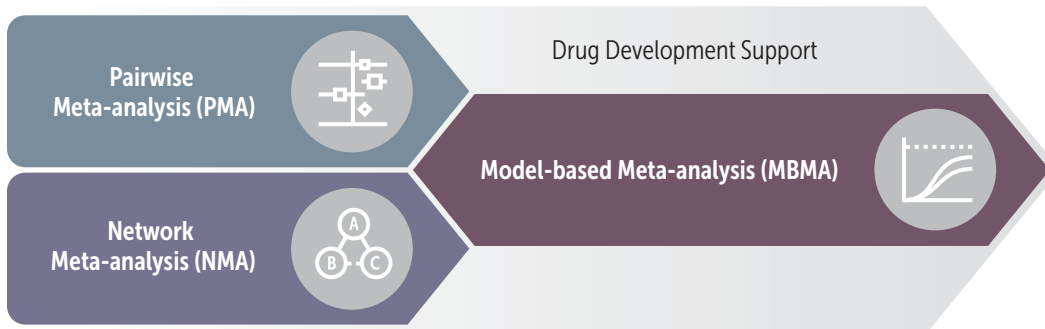 Pairwise
Meta-analysis (PMA)
Drug Development Support
Model-based Meta-analysis (MBMA)
Network
Meta-analysis (NMA)
A
B
C